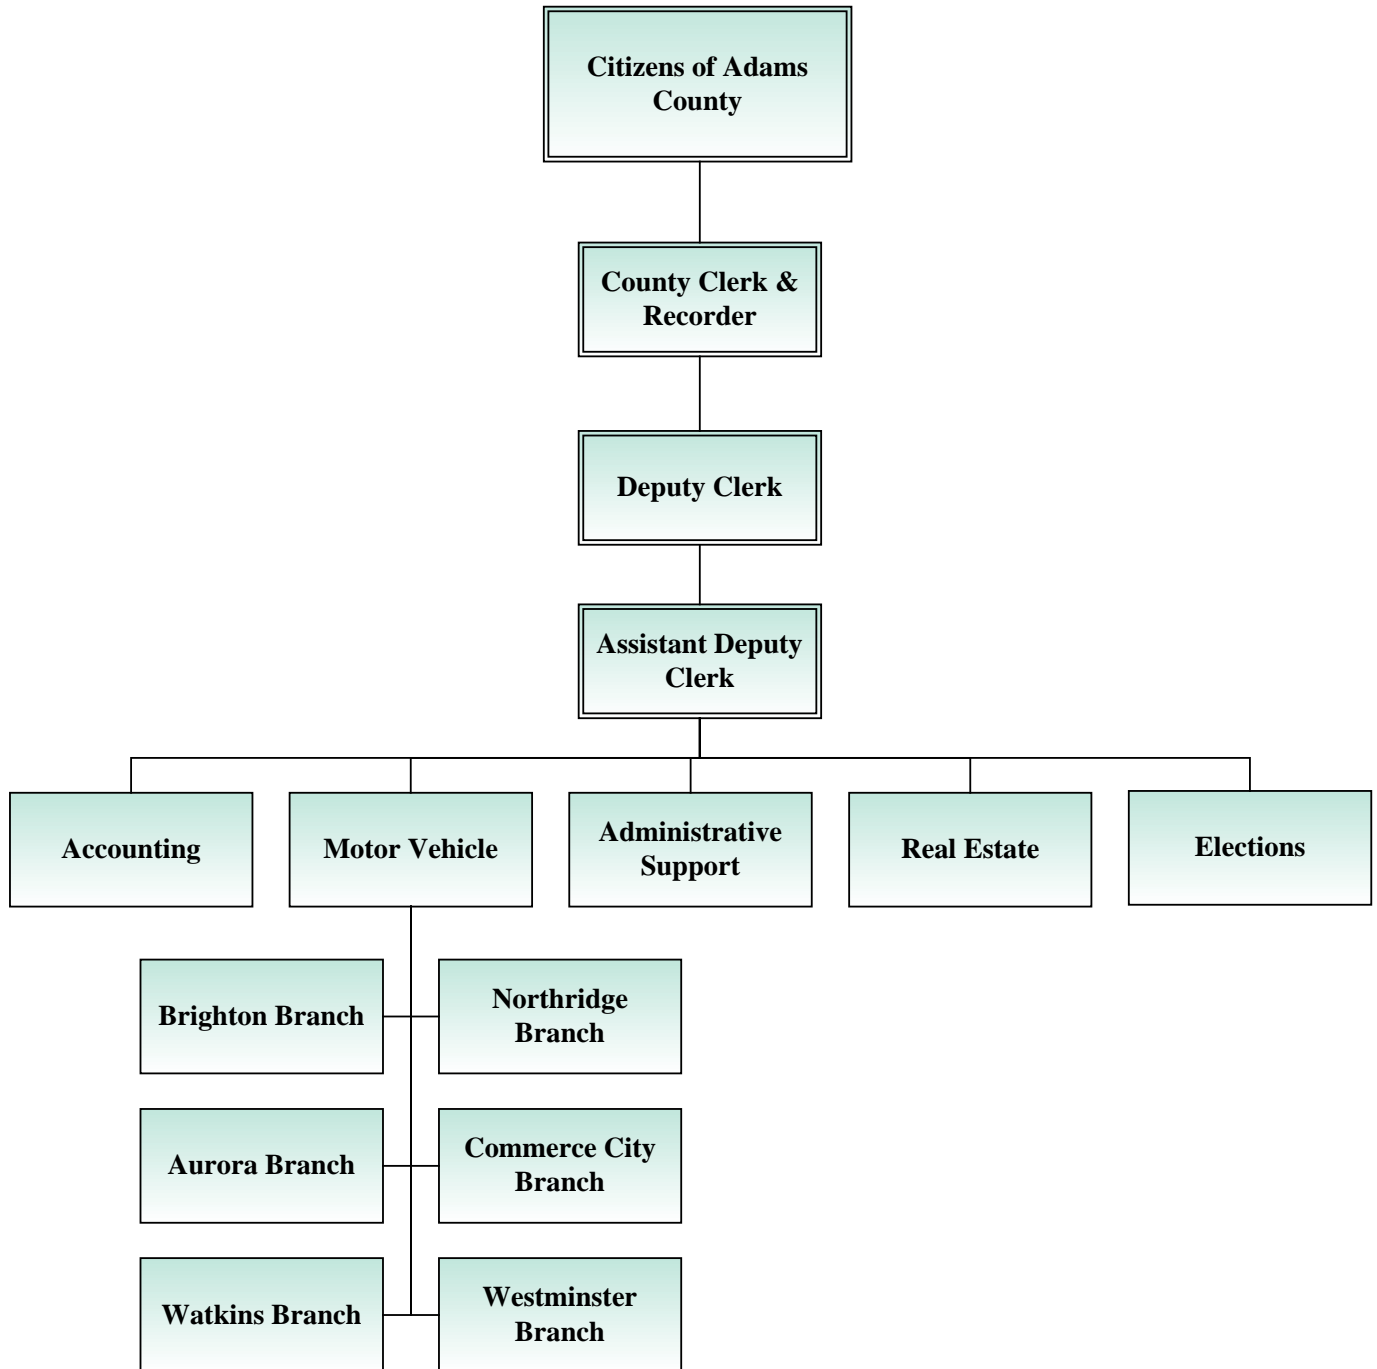 Citizens of Adams
County
County Clerk &
Recorder
Deputy Clerk
Assistant Deputy
Clerk
Accounting
Motor Vehicle
Administrative
Support
Real Estate
Elections
Brighton Branch
Northridge
Branch
Aurora Branch
Commerce City
Branch
Watkins Branch
Westminster
Branch